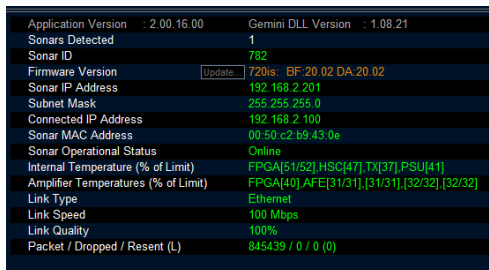 Application Version : 2.00.16.00 Gemini DLL Version : 1.08.21
Sonars Detected 1
Sonar ID 782
Firmware Version Update... 720is: BF:20.02 DA:20.02
Sonar IP Address 192.168.2.201
Subnet Mask 255.255.255.0
Connected IP Address 192.168.2.100
Sonar MAC Address 00:50:c2:b9:43:0e
Sonar Operational Status Online
Internal Temperature (% of Limit) FPGA[51/52],HSC[47],TX[37],PSU[41]
Amplifier Temperatures (% of Limit) FPGA[40],AFE[31/31],[31/31],[32/32],[32/32]
Link Type Ethernet
Link Speed 100 Mbps
Link Quality 100%
Packet / Dropped / Resent (L) 845439 / 0 / 0 (0)